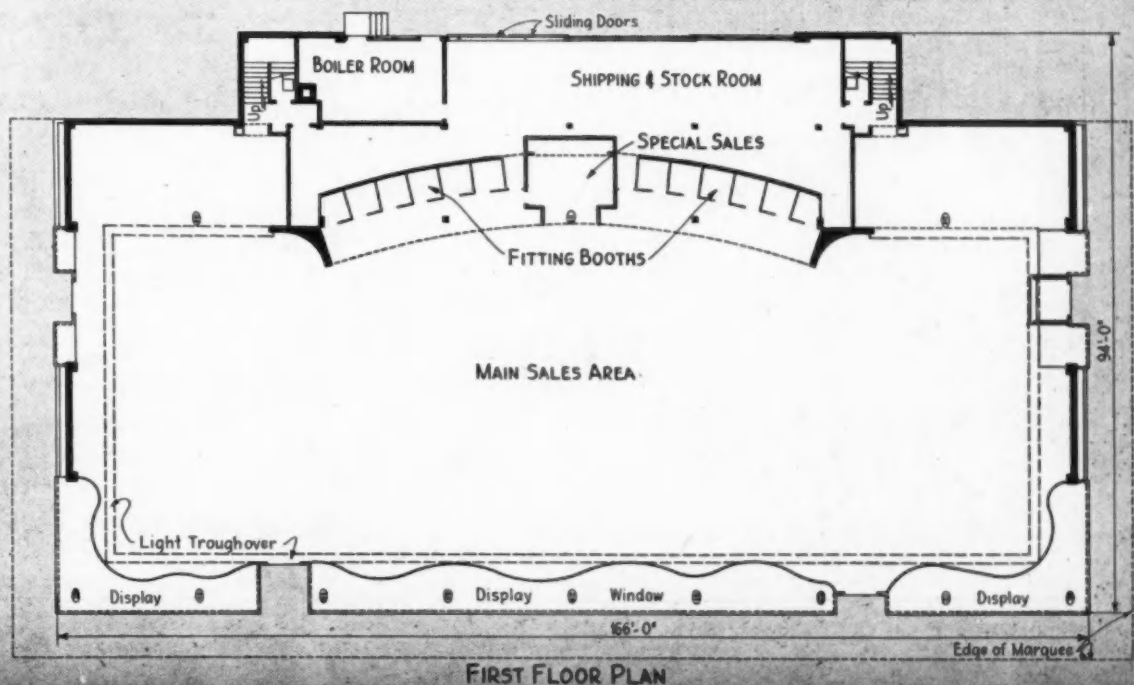 Sliding Doors
BOILER ROOM
SHIPPING & STOCK ROOM
Up
Up
SPECIAL SALES
FITTING BOOTHS
MAIN SALES AREA
94'-0"
Light Troughover
Display
Display
Window
Display
166'-0"
Edge of Marquee
FIRST FLOOR PLAN